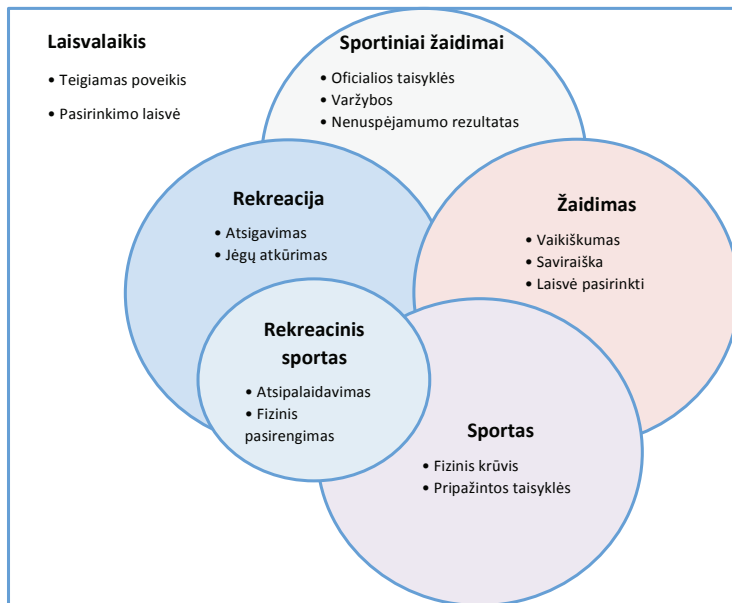 Laisvalaikis
• Teigiamas poveikis
• Pasirinkimo laisvė
Sportiniai žaidimai
• Oficialios taisyklės
• Varžybos
• Nenuspėjamumo rezultatas
Rekreacija
• Atsigavimas
• Jėgų atkūrimas
Žaidimas
• Vaikiškumas
• Saviraiška
• Laisvė pasirinkti
Rekreacinis
sportas
• Atsipalaidavimas
• Fizinis
pasirengimas
Sportas
• Fizinis krūvis
• Pripažintos taisyklės